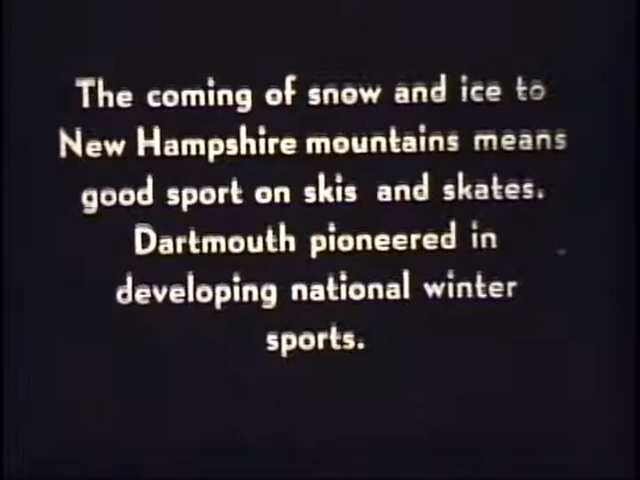 The coming of snow and ice to
New Hampshire mountains means
good sport on skis and skates.
Dartmouth pioneered in
developing national winter
sports.